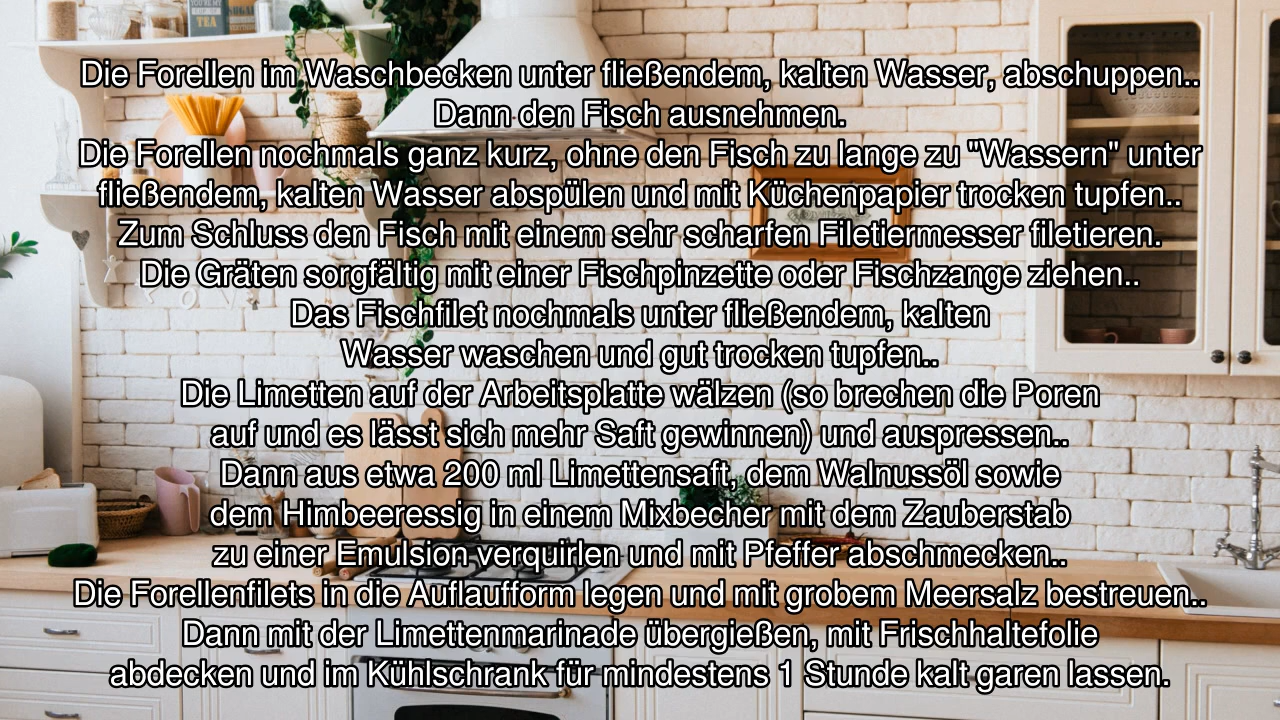 Die Forellen im Waschbecken unter fließendem, kalten Wasser, abschuppen..
Dann den Fisch ausnehmen.
Die Forellen nochmals ganz kurz, ohne den Fisch zu lange zu "Wassern" unter
fließendem, kalten Wasser abspülen und mit Küchenpapier trocken tupfen..
Zum Schluss den Fisch mit einem sehr scharfen Filetiermesser filetieren.
Die Gräten sorgfältig mit einer Fischpinzette oder Fischzange ziehen..
Das Fischfilet nochmals unter fließendem, kalten
Wasser waschen und gut trocken tupfen..
Die Limetten auf der Arbeitsplatte wälzen (so brechen die Poren
auf und es lässt sich mehr Saft gewinnen) und auspressen..
Dann aus etwa 200 ml Limettensaft, dem Walnussöl sowie
dem Himbeeressig in einem Mixbecher mit dem Zauberstab
zu einer Emulsion verquirlen und mit Pfeffer abschmecken..
Die Forellenfilets in die Auflaufform legen und mit grobem Meersalz bestreuen..
Dann mit der Limettenmarinade übergießen, mit Frischhaltefolie
abdecken und im Kühlschrank für mindestens 1 Stunde kalt garen lassen.